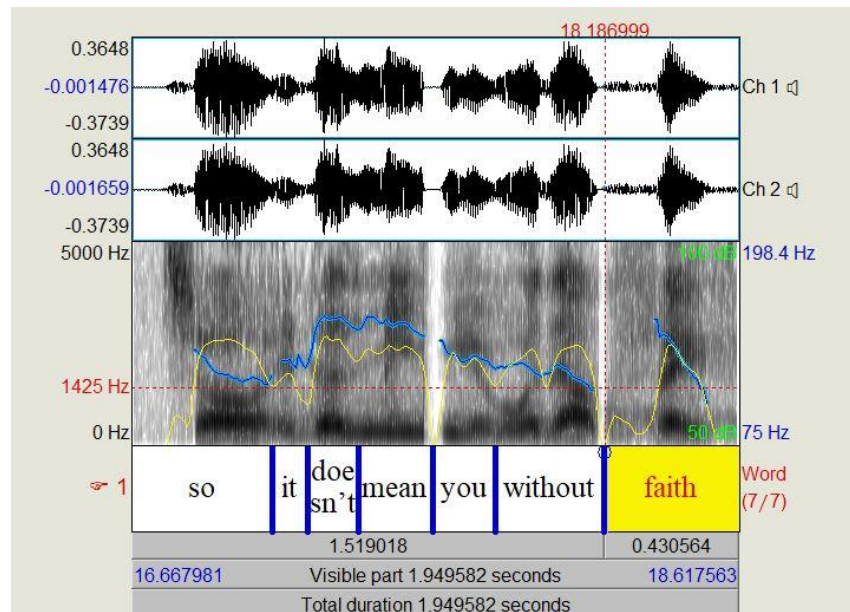 18.186999
0.3648
-0.001476
-0.3739
Ch 1
0.3648
-0.001659
-0.3739
Ch 2
5000 Hz
100 dB
198.4 Hz
1425 Hz
0 Hz
50 dB
75 Hz
☞ 1
so it doe
sn't mean you without faith
Word
(7/7)
1.519018 0.430564
16.667981 Visible part 1.949582 seconds 18.617563
Total duration 1.949582 seconds